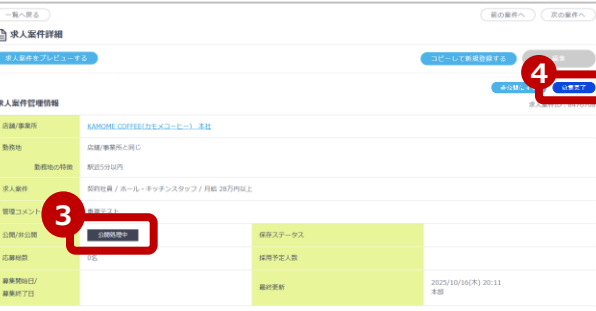 一覧へ戻る
前の案件へ
次の案件へ
求人案件詳細
求人案件をプレビューする
コピーして新規登録する
4
募集完了
求人案件管理情報
店舗/事業所
KAMOME COFFEE(カモメコーヒー) 本社
勤務地
店舗/事業所と同じ
勤務地の特徴
駅近5分以内
求人案件
契約社員 / ホール・キッチンスタッフ / 月給 28万円以上
管理コメント
3
公開/非公開
公開処理中
保存ステータス
応募総数
0名
採用予定人数
募集開始日/
募集終了日
最終更新
2025/10/16(木) 20:11
本部